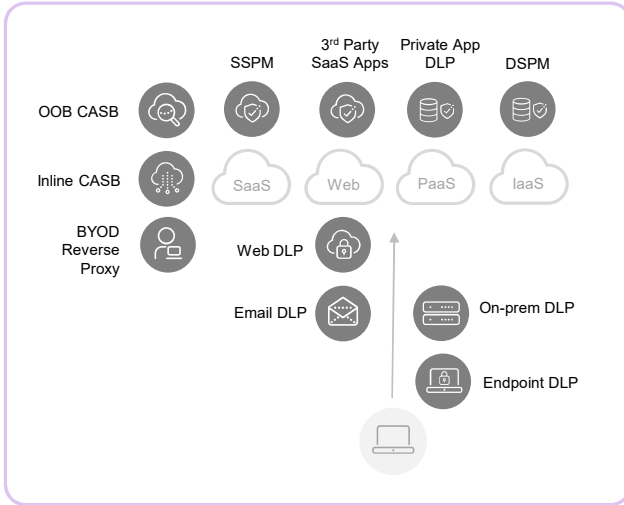 SSPM
3rd Party
SaaS Apps
Private App
DLP
DSPM
OOB CASB
Inline CASB
SaaS
Web
PaaS
IaaS
BYOD
Reverse
Proxy
Web DLP
Email DLP
On-prem DLP
Endpoint DLP